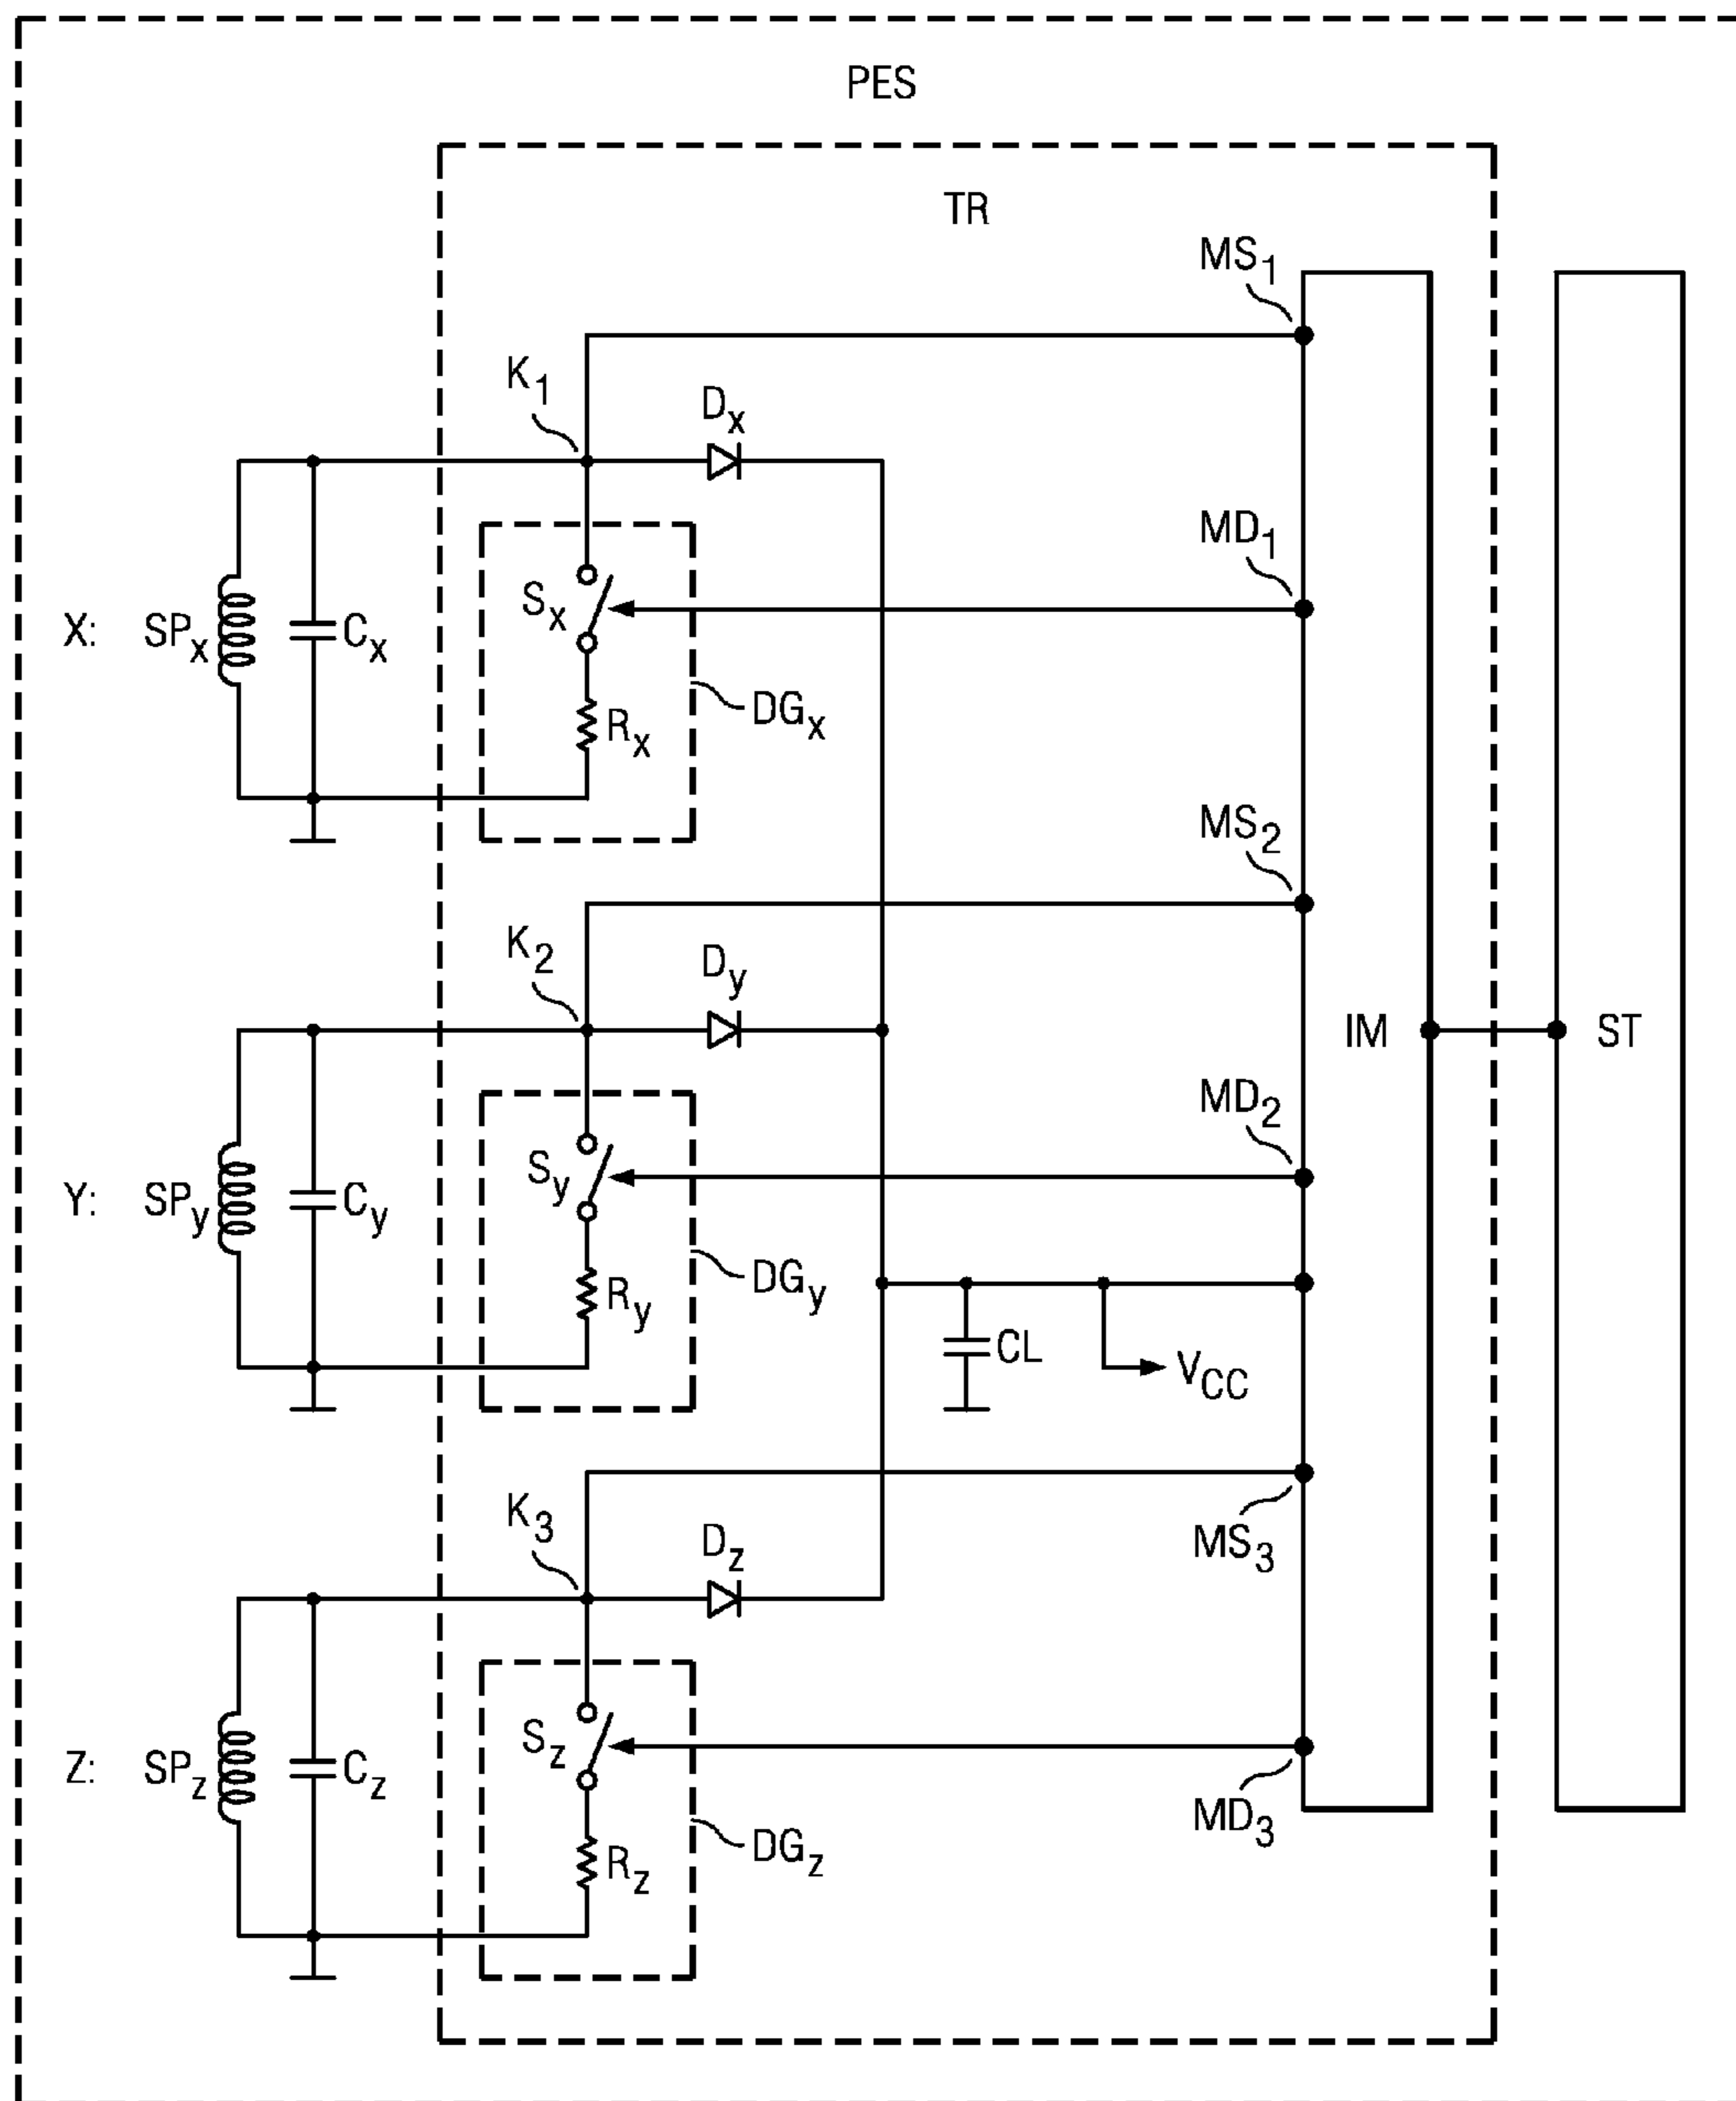 PES
TR
MS1
K1
Dx
MD1
Sx
X: SPx Cx
DGx
Rx
MS2
K2
Dy
IM ST
MD2
Sy
Y: SPy Cy
DGy
Ry
CL
VCC
K3
MS3
Dz
Sz
Z: SPz Cz
MD3
DGz
Rz